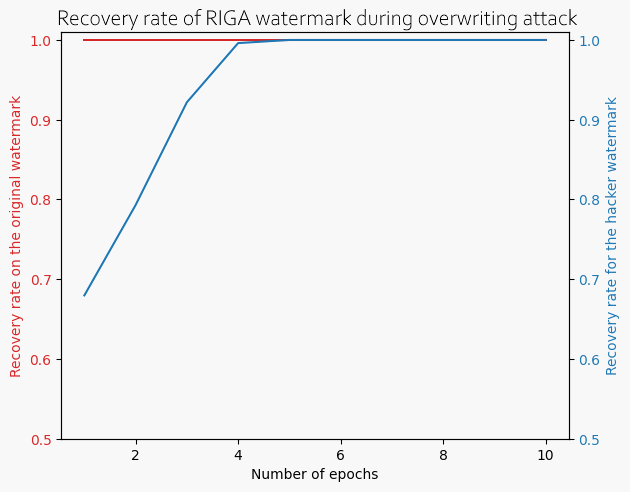 Recovery rate of RIGA watermark during overwriting attack
1.0
0.9
0.8
0.7
0.6
0.5
Recovery rate on the original watermark
1.0
0.9
0.8
0.7
0.6
0.5
Recovery rate for the hacker watermark
2 4 6 8 10
Number of epochs